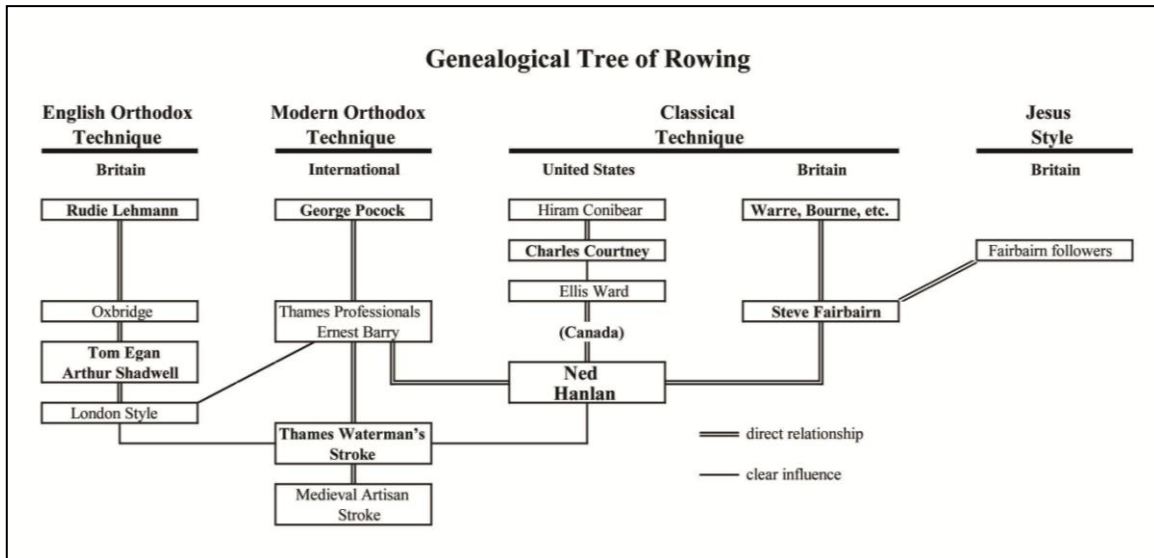 Genealogical Tree of Rowing
English Orthodox
Technique
Britain
Rudie Lehmann
Oxbridge
Tom Egan
Arthur Shadwell
London Style
Modern Orthodox
Technique
International
George Pocock
Thames Professionals
Ernest Barry
Thames Waterman's
Stroke
Medieval Artisan
Stroke
Classical
Technique
United States
Hiram Conibear
Charles Courtney
Ellis Ward
(Canada)
Ned
Hanlan
Britain
Warre, Bourne, etc.
Steve Fairbairn
Jesus
Style
Britain
Fairbairn followers
direct relationship
clear influence